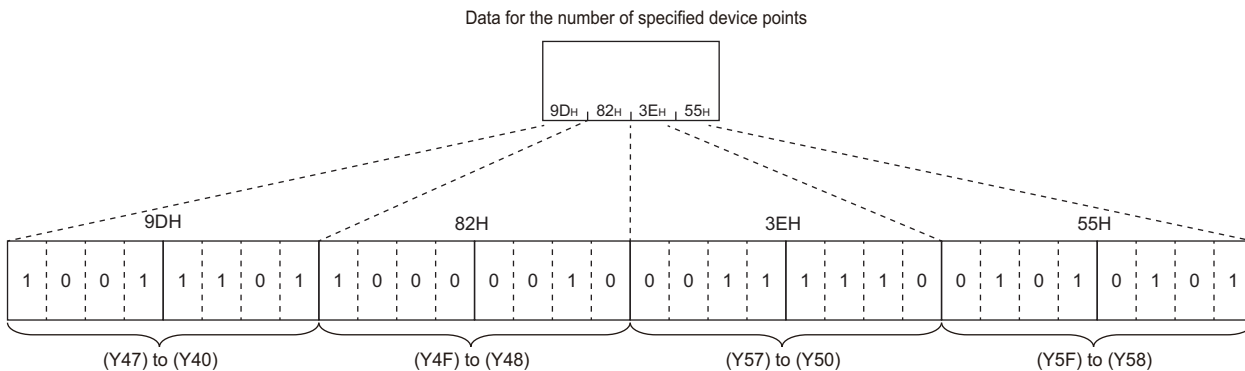 Data for the number of specified device points
9DH 82H 3EH 55H
9DH 82H 3EH 55H
1 0 0 1 1 1 0 1 1 0 0 0 0 0 1 0 0 0 1 1 1 1 1 0 0 1 0 1 0 1 0 1
(Y47) to (Y40) (Y4F) to (Y48) (Y57) to (Y50) (Y5F) to (Y58)